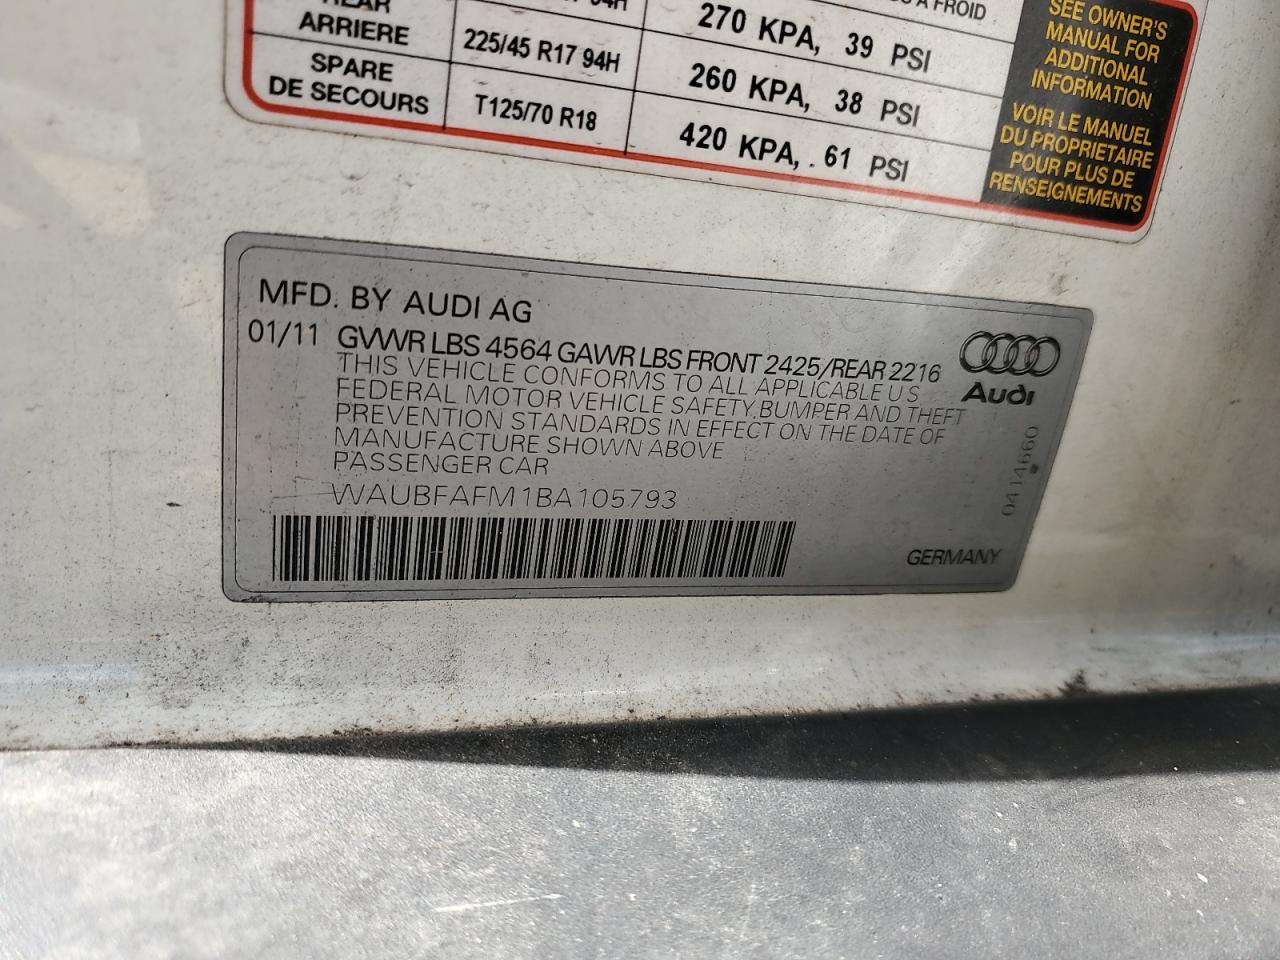 REAR
ARRIERE
225/45 R17 94H
270 KPA, 39 PSI
260 KPA, 38 PSI
SPARE
DE SECOURS
T125/70 R18
420 KPA, 61 PSI
A FROID
SEE OWNER'S
MANUAL FOR
ADDITIONAL
INFORMATION
VOIR LE MANUEL
DU PROPRIETAIRE
POUR PLUS DE
RENSEIGNEMENTS
MFD. BY AUDI AG
01/11 GVWR LBS 4564 GAWR LBS FRONT 2425/REAR 2216
THIS VEHICLE CONFORMS TO ALL APPLICABLE U S
FEDERAL MOTOR VEHICLE SAFETY, BUMPER AND THEFT
PREVENTION STANDARDS IN EFFECT ON THE DATE OF
MANUFACTURE SHOWN ABOVE
PASSENGER CAR
WAUBFAFM1BA105793
Audi
0414660
GERMANY